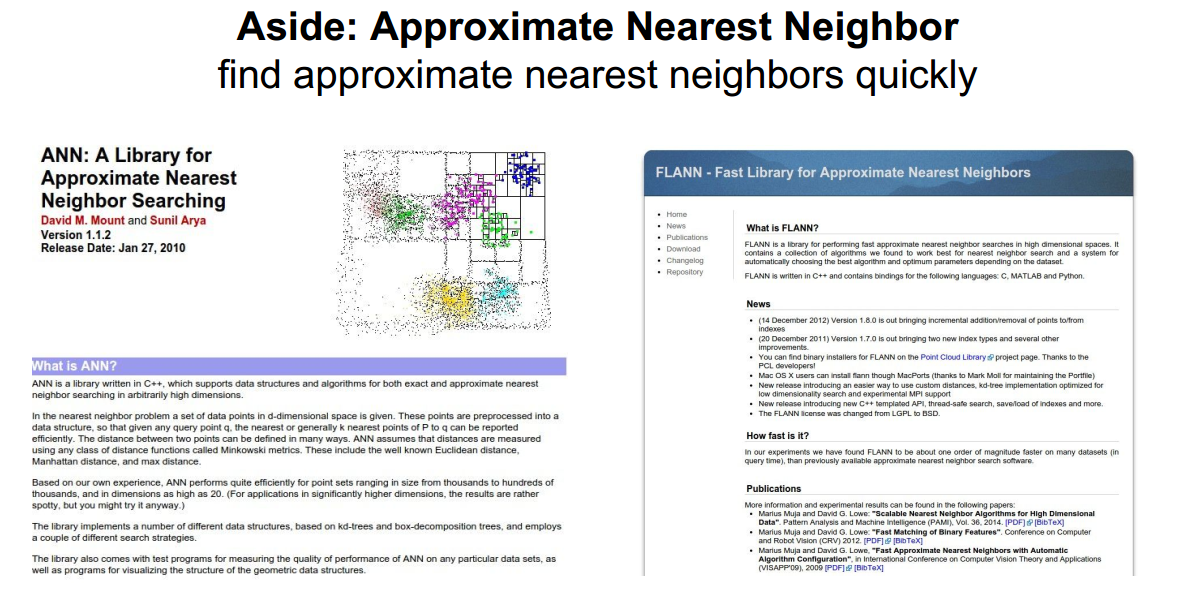 Aside: Approximate Nearest Neighbor
find approximate nearest neighbors quickly
ANN: A Library for
Approximate Nearest
Neighbor Searching
David M. Mount and Sunil Arya
Version 1.1.2
Release Date: Jan 27, 2010
What is ANN?
ANN is a library written in C++, which supports data structures and algorithms for both exact and approximate nearest
neighbor searching in arbitrarily high dimensions.
In the nearest neighbor problem a set of data points in d-dimensional space is given. These points are preprocessed into a
data structure, so that given any query point q, the nearest or generally k nearest points of P to q can be reported
efficiently. The distance between two points can be defined in many ways. ANN assumes that distances are measured
using any class of distance functions called Minkowski metrics. These include the well known Euclidean distance,
Manhattan distance, and max distance.
Based on our own experience, ANN performs quite efficiently for point sets ranging in size from thousands to hundreds of
thousands, and in dimensions as high as 20. (For applications in significantly higher dimensions, the results are rather
spotty, but you might try it anyway.)
The library implements a number of different data structures, based on kd-trees and box-decomposition trees, and employs
a couple of different search strategies.
The library also comes with test programs for measuring the quality of performance of ANN on any particular data sets, as
well as programs for visualizing the structure of the geometric data structures.
FLANN - Fast Library for Approximate Nearest Neighbors
Home
News
Publications
Download
Changelog
Repository
What is FLANN?
FLANN is a library for performing fast approximate nearest neighbor searches in high dimensional spaces. It
contains a collection of algorithms we found to work best for nearest neighbor search and a system for
automatically choosing the best algorithm and optimum parameters depending on the dataset.
FLANN is written in C++ and contains bindings for the following languages: C, MATLAB and Python.
News
(14 December 2012) Version 1.8.0 is out bringing incremental addition/removal of points to/from
indexes
(20 December 2011) Version 1.7.0 is out bringing two new index types and several other
improvements.
You can find binary installers for FLANN on the Point Cloud Library project page. Thanks to the
PCL developers!
Mac OS X users can install flann though MacPorts (thanks to Mark Moll for maintaining the Portfile)
New release introducing an easier way to use custom distances, kd-tree implementation optimized for
low dimensionality search and experimental MPI support
New release introducing new C++ templated API, thread-safe search, save/load of indexes and more.
The FLANN license was changed from LGPL to BSD.
How fast is it?
In our experiments we have found FLANN to be about one order of magnitude faster on many datasets (in
query time), than previously available approximate nearest neighbor search software.
Publications
More information and experimental results can be found in the following papers:
Marius Muja and David G. Lowe: "Scalable Nearest Neighbor Algorithms for High Dimensional
Data". Pattern Analysis and Machine Intelligence (PAMI), Vol. 36, 2014. [PDF] [BibTeX]
Marius Muja and David G. Lowe: "Fast Matching of Binary Features". Conference on Computer
and Robot Vision (CRV) 2012. [PDF] [BibTeX]
Marius Muja and David G. Lowe, "Fast Approximate Nearest Neighbors with Automatic
Algorithm Configuration", in International Conference on Computer Vision Theory and Applications
(VISAPP'09), 2009 [PDF] [BibTeX]